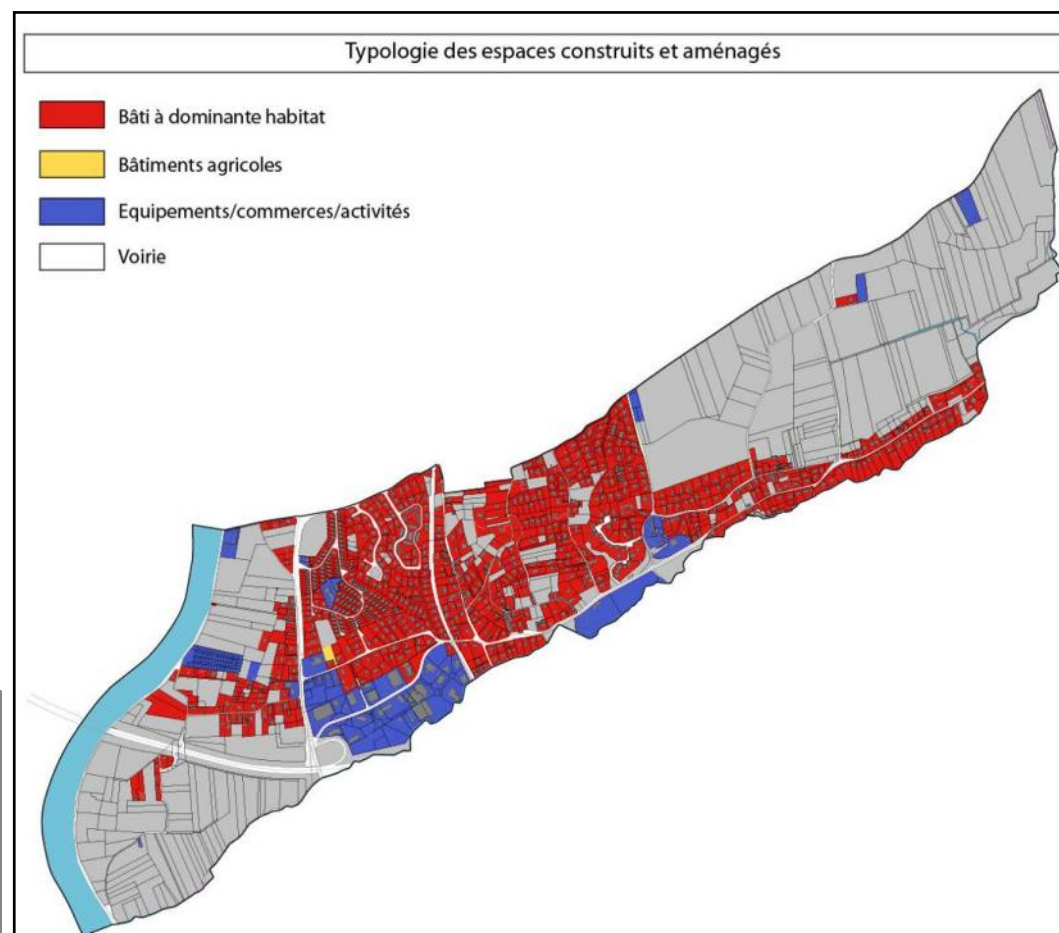 Typologie des espaces construits et aménagés
Bâti à dominante habitat
Bâtiments agricoles
Equipements/commerces/activités
Voirie